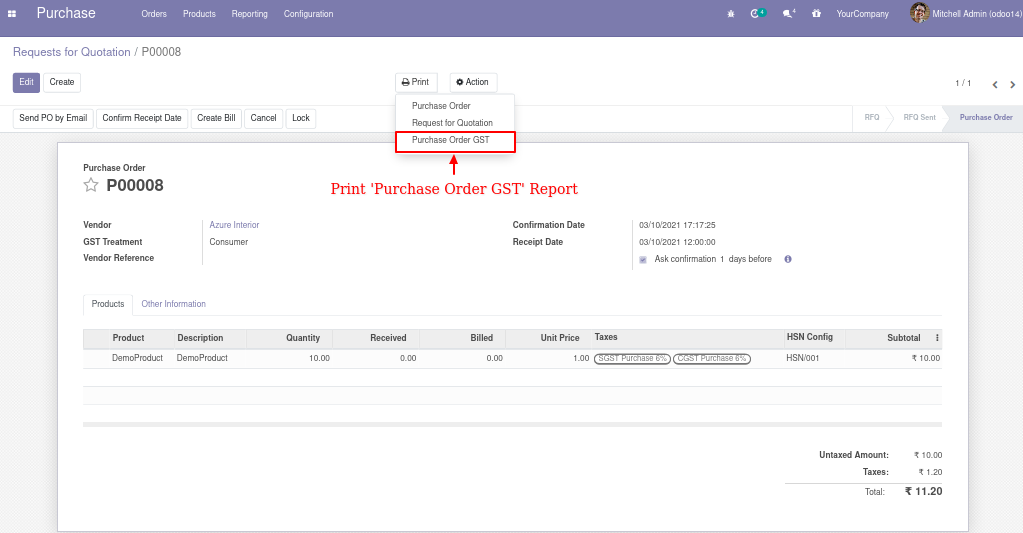 Purchase Orders Products Reporting Configuration 4 4 YourCompany Mitchell Admin (odoo14)
Requests for Quotation / P00008
Edit Create Print Action 1 / 1
Send PO by Email Confirm Receipt Date Create Bill Cancel Lock RFQ RFQ Sent Purchase Order
Purchase Order
Request for Quotation
Purchase Order GST
Print 'Purchase Order GST' Report
Purchase Order
P00008
Vendor Azure Interior Confirmation Date 03/10/2021 17:17:25
GST Treatment Consumer Receipt Date 03/10/2021 12:00:00
Vendor Reference Ask confirmation 1 days before
Products Other Information
Product Description Quantity Received Billed Unit Price Taxes HSN Config Subtotal
DemoProduct DemoProduct 10.00 0.00 0.00 1.00 SGST Purchase 6% CGST Purchase 6% HSN/001 ₹ 10.00
Untaxed Amount: ₹ 10.00
Taxes: ₹ 1.20
Total: ₹ 11.20